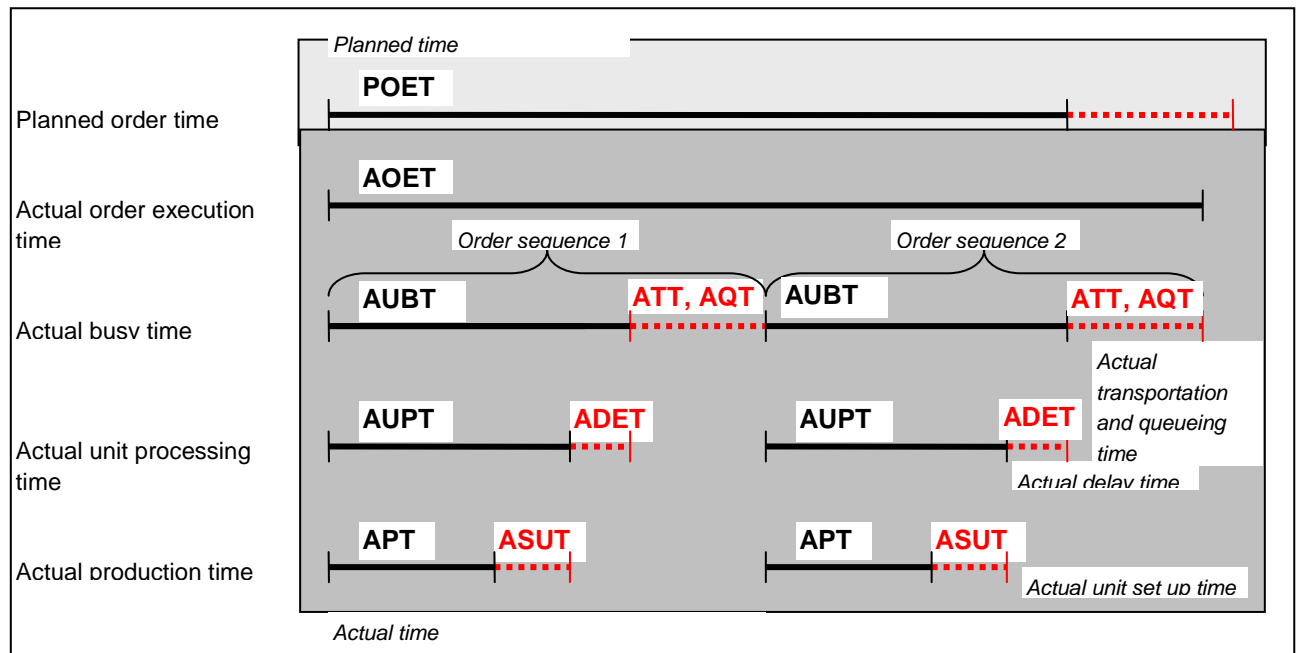 Planned time
POET
Planned order time
AOET
Actual order execution
time
Order sequence 1
Order sequence 2
AUBT
ATT, AQT
AUBT
ATT, AQT
Actual busy time
Actual
transportation
and queueing
time
AUPT
ADET
AUPT
ADET
Actual unit processing
time
Actual delay time
APT
ASUT
APT
ASUT
Actual production time
Actual unit set up time
Actual time